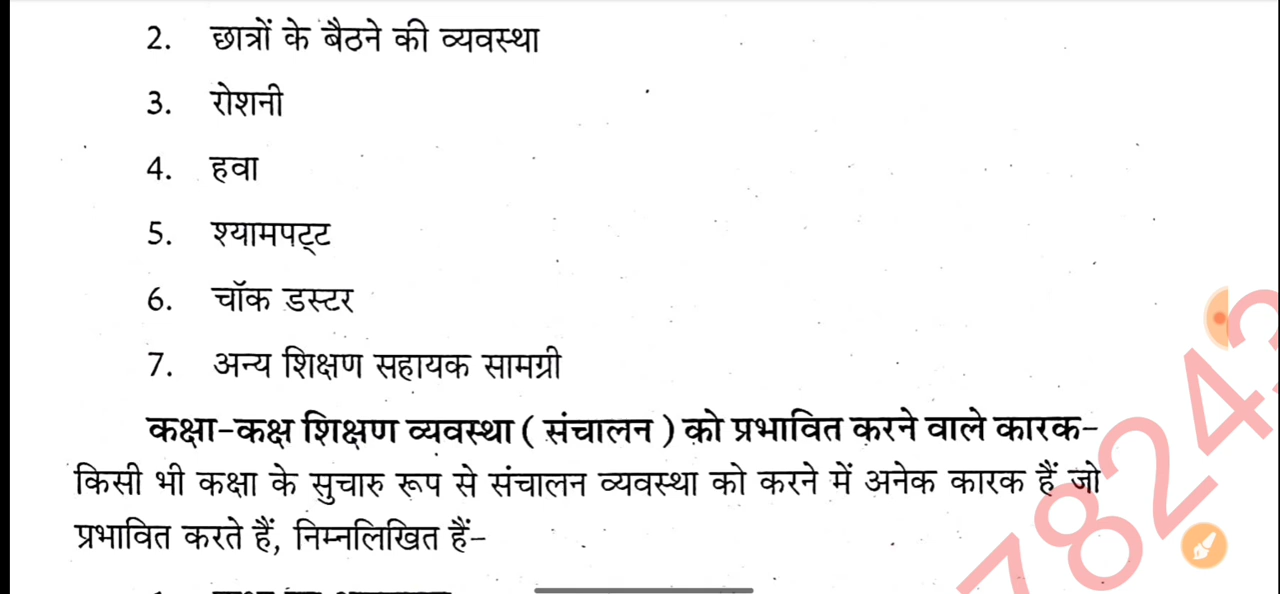 2. छात्रों के बैठने की व्यवस्था
3. रोशनी
4. हवा
5. श्यामपट्ट
6. चॉक डस्टर
7. अन्य शिक्षण सहायक सामग्री
कक्षा-कक्ष शिक्षण व्यवस्था ( संचालन ) को प्रभावित करने वाले कारक-
किसी भी कक्षा के सुचारु रूप से संचालन व्यवस्था को करने में अनेक कारक हैं जो
प्रभावित करते हैं, निम्नलिखित हैं-
7824